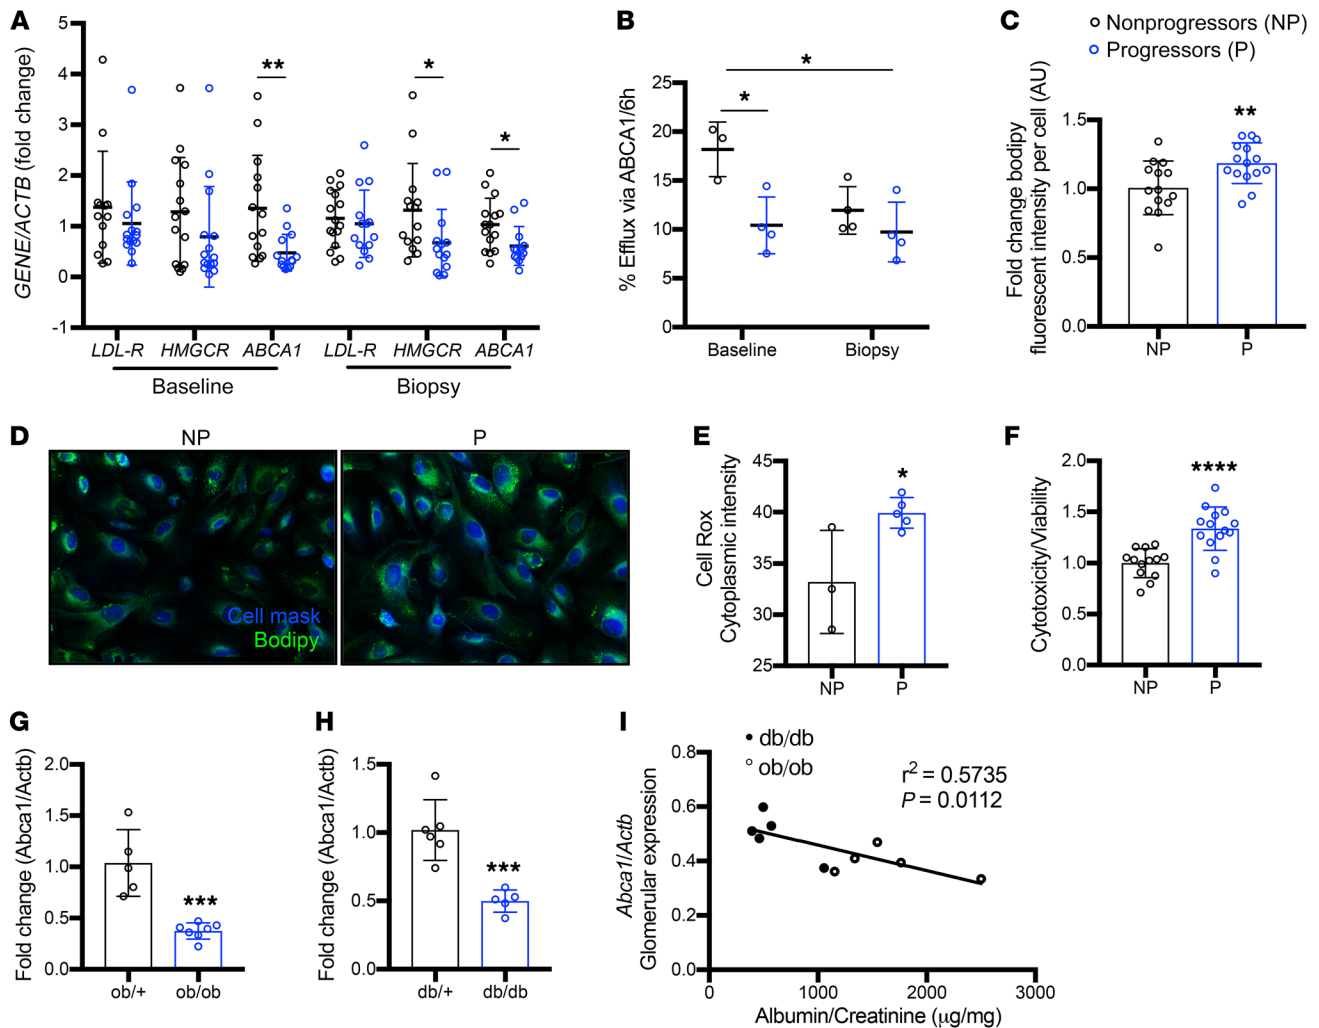 A
GENE/ACTB (fold change)
5
4
3
2
1
0
-1
**
*
*
LDL-R HMGCR ABCA1 LDL-R HMGCR ABCA1
Baseline Biopsy
B
% Efflux via ABCA1/6h
25
20
15
10
5
0
*
*
Baseline Biopsy
C
Nonprogressors (NP)
Progressors (P)
Fold change bodipy
fluorescent intensity per cell (AU)
1.5
1.0
0.5
0.0
**
NP P
D
NP P
Cell mask
Bodipy
E
Cell Rox
Cytoplasmic intensity
45
40
35
30
25
*
NP P
F
Cytotoxicity/Viability
2.0
1.5
1.0
0.5
0.0
****
NP P
G
Fold change (Abca1/Actb)
2.0
1.5
1.0
0.5
0.0
***
ob/+ ob/ob
H
Fold change (Abca1/Actb)
1.5
1.0
0.5
0.0
***
db/+ db/db
I
db/db
ob/ob
r² = 0.5735
P = 0.0112
Abca1/Actb
Glomerular expression
0.8
0.6
0.4
0.2
0.0
0 1000 2000 3000
Albumin/Creatinine (μg/mg)